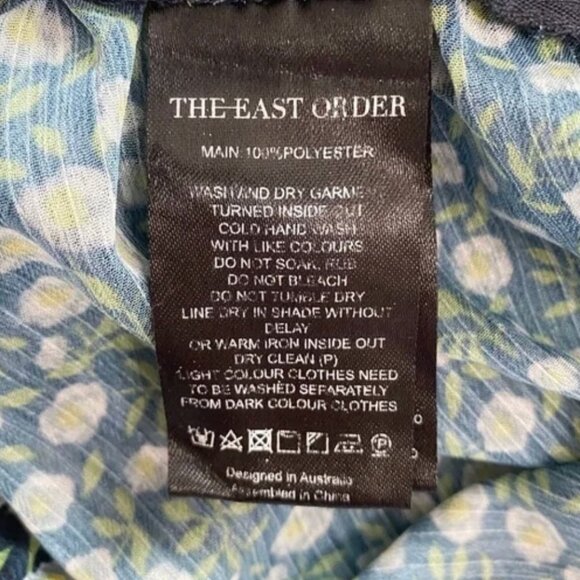 THE EAST ORDER
MAIN: 100%POLYESTER
WASH AND DRY GARMENT
TURNED INSIDE OUT
COLD HAND WASH
WITH LIKE COLOURS
DO NOT SOAK, RUB
DO NOT BLEACH
DO NOT TUMBLE DRY
LINE DRY IN SHADE WITHOUT
DELAY
OR WARM IRON INSIDE OUT
DRY CLEAN (P)
LIGHT COLOUR CLOTHES NEED
TO BE WASHED SEPARATELY
FROM DARK COLOUR CLOTHES
P
Designed in Australia
Assembled in China